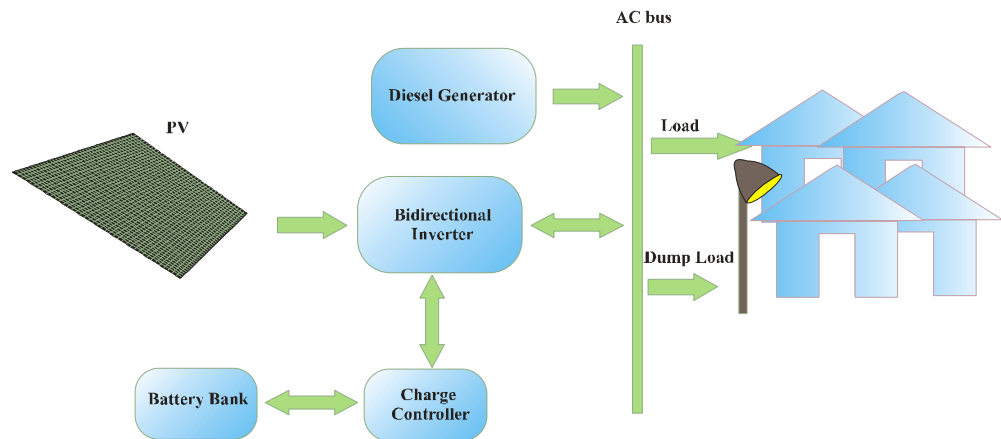 AC bus
Diesel Generator
PV
Load
Bidirectional
Inverter
Dump Load
Battery Bank
Charge
Controller